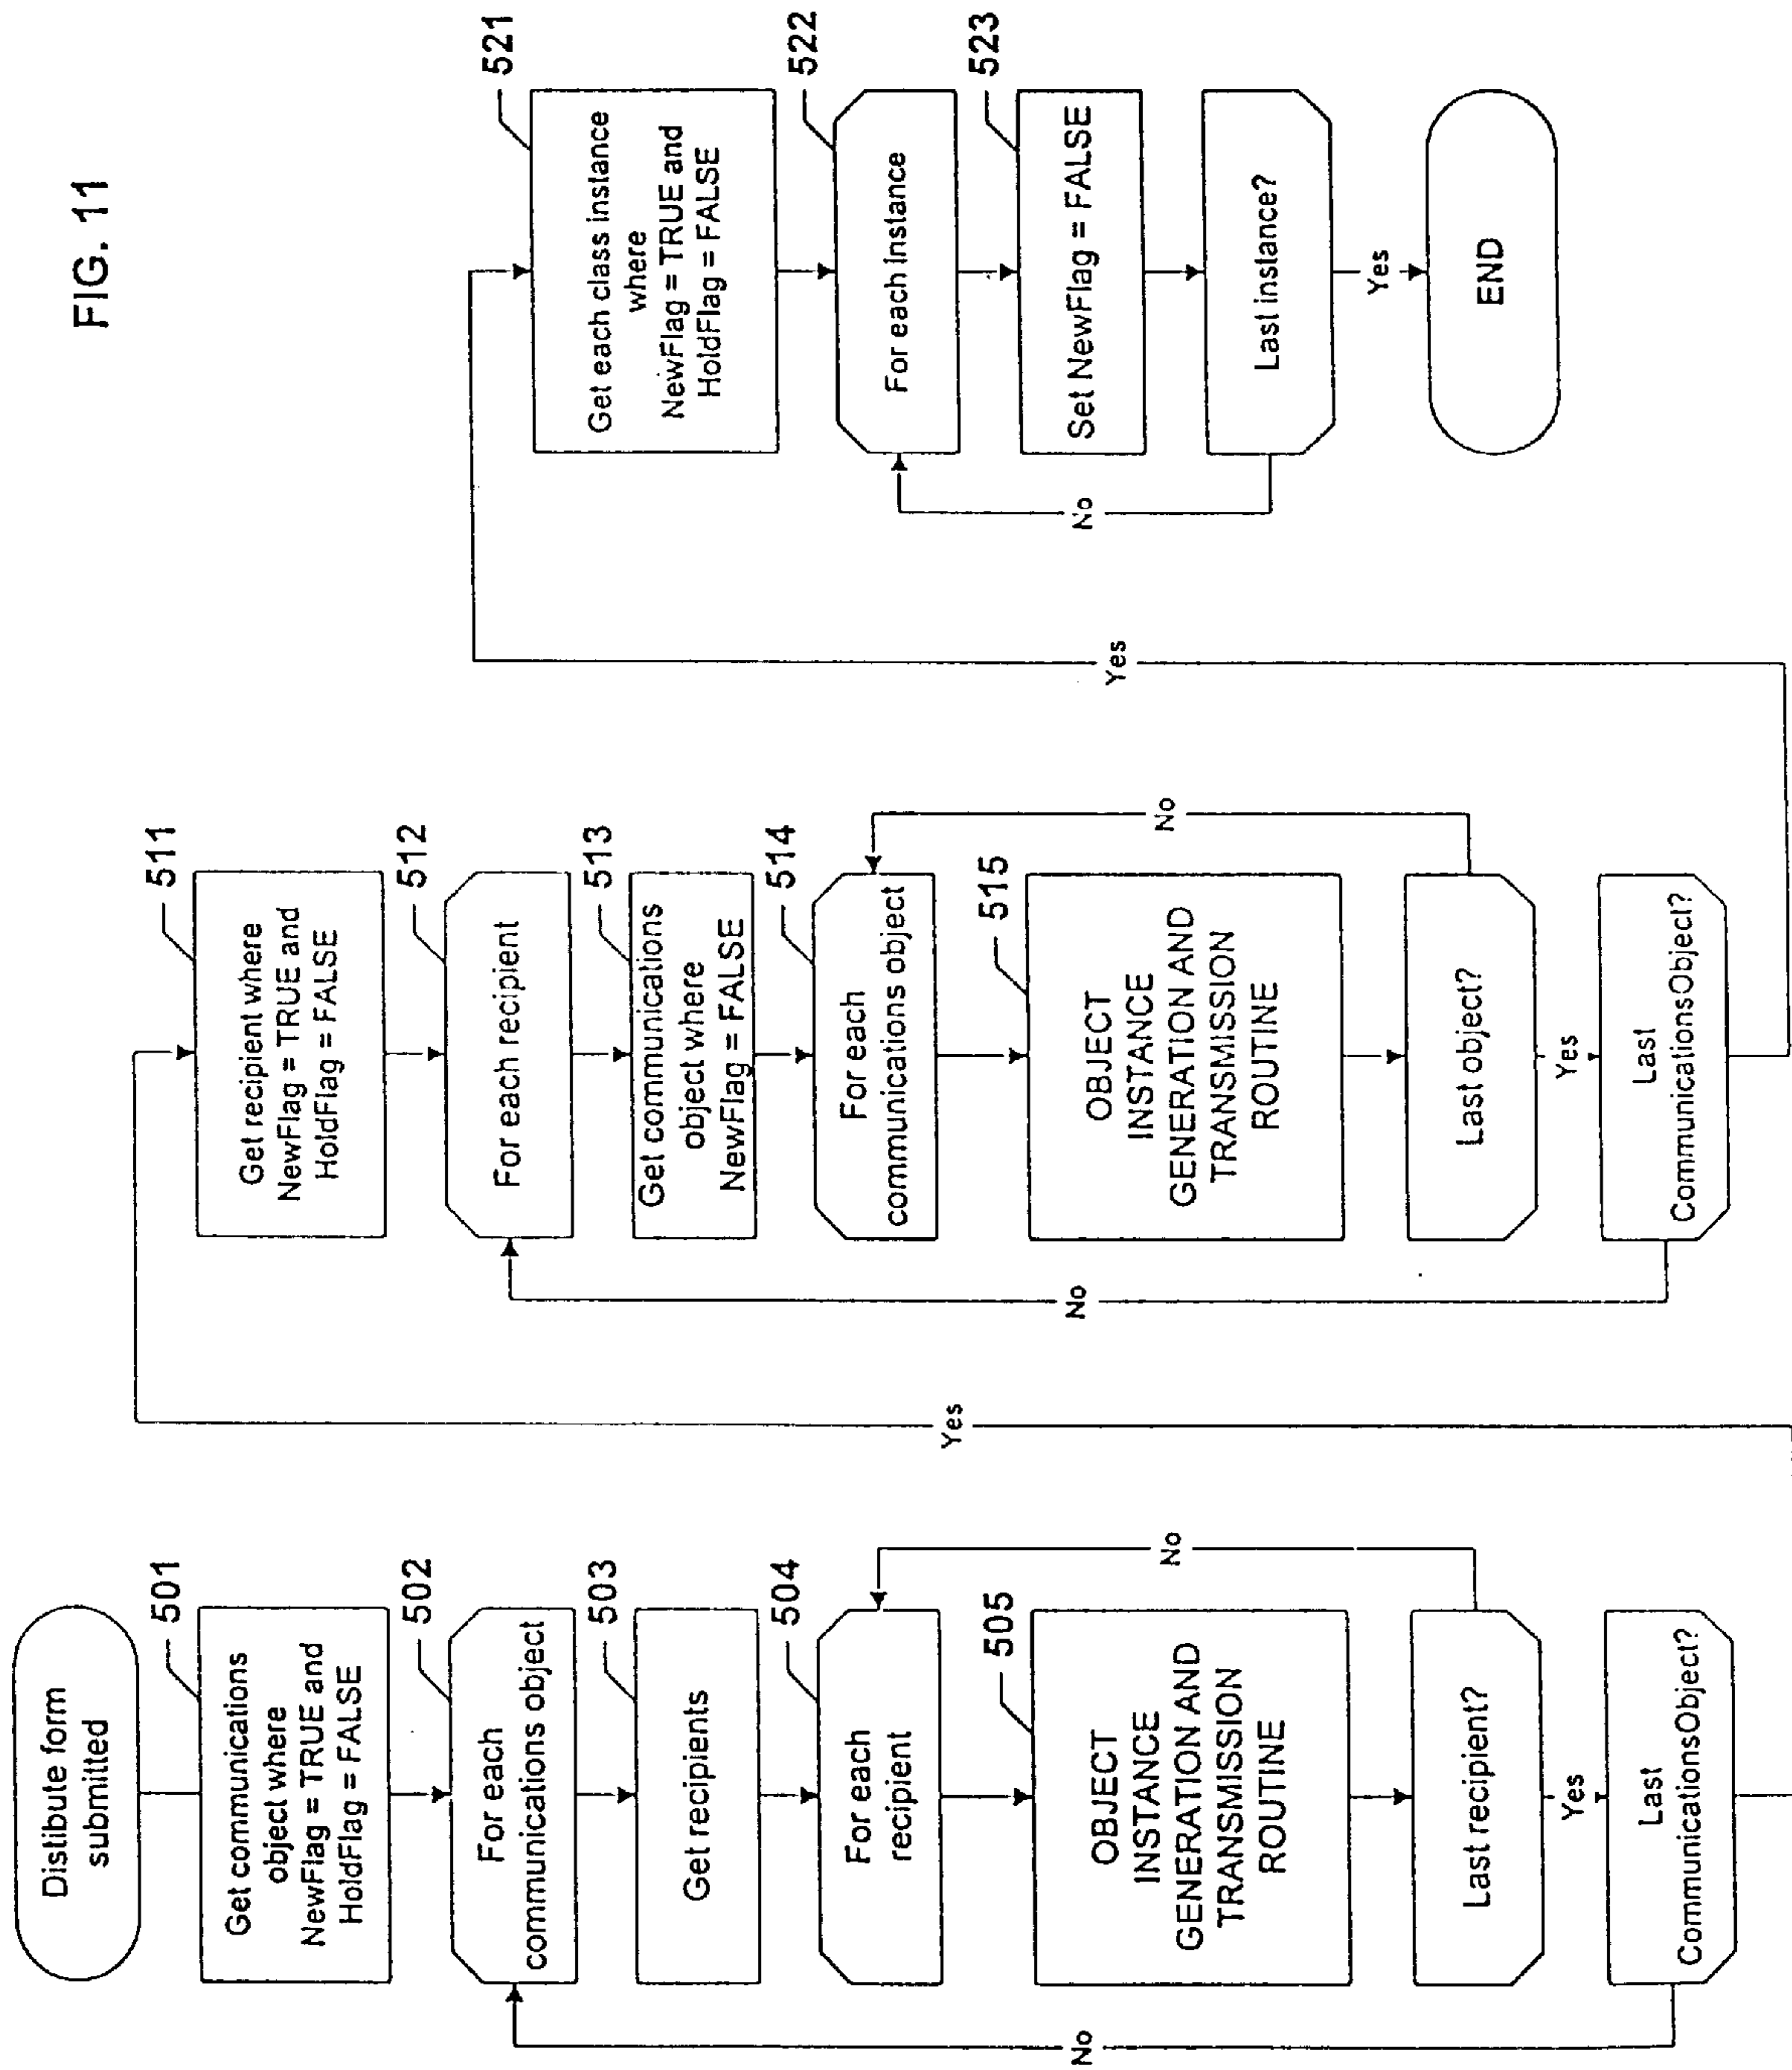 FIG. 11
Distibute form
submitted
501
Get communications
object where
NewFlag = TRUE and
HoldFlag = FALSE
502
For each
communications object
503
Get recipients
504
For each
recipient
505
OBJECT
INSTANCE
GENERATION AND
TRANSMISSION
ROUTINE
Last recipient?
No
Yes
Last
CommunicationsObject?
No
Yes
511
Get recipient where
NewFlag = TRUE and
HoldFlag = FALSE
512
For each recipient
513
Get communications
object where
NewFlag = FALSE
514
For each
communications object
515
OBJECT
INSTANCE
GENERATION AND
TRANSMISSION
ROUTINE
Last object?
No
Yes
Last
CommunicationsObject?
No
Yes
521
Get each class instance
where
NewFlag = TRUE and
HoldFlag = FALSE
522
For each instance
523
Set NewFlag = FALSE
Last instance?
No
Yes
END